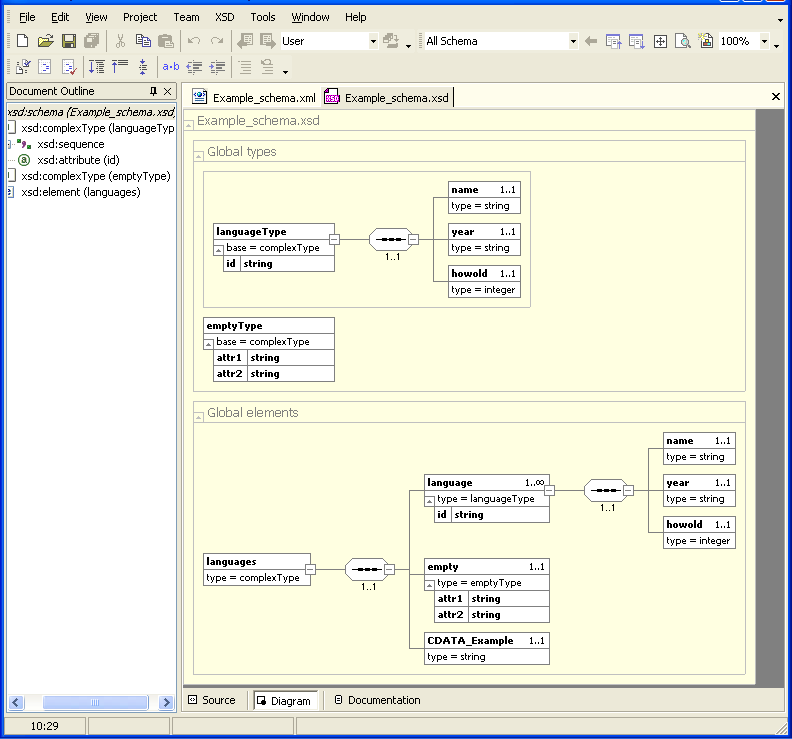 File Edit View Project Team XSD Tools Window Help
User All Schema 100%
a·b
Document Outline
Example_schema.xml Example_schema.xsd
xsd:schema (Example_schema.xsd)
xsd:complexType (languageTyp
xsd:sequence
a xsd:attribute (id)
xsd:complexType (emptyType)
xsd:element (languages)
Example_schema.xsd
Global types
languageType
base = complexType
id string
1..1
name 1..1
type = string
year 1..1
type = string
howold 1..1
type = integer
emptyType
base = complexType
attr1 string
attr2 string
Global elements
languages
type = complexType
1..1
language 1..∞
type = languageType
id string
1..1
name 1..1
type = string
year 1..1
type = string
howold 1..1
type = integer
empty 1..1
type = emptyType
attr1 string
attr2 string
CDATA_Example 1..1
type = string
Source Diagram Documentation
10:29